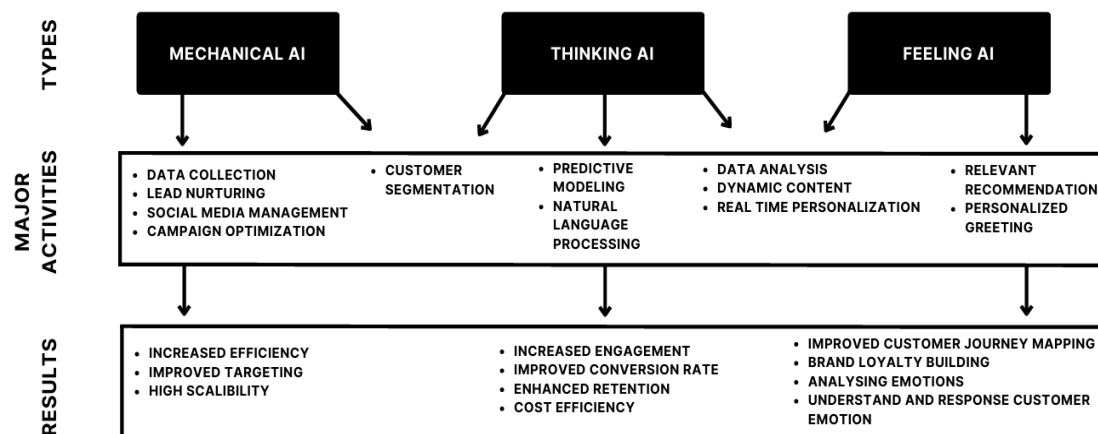 TYPES
MECHANICAL AI
THINKING AI
FEELING AI
MAJOR
ACTIVITIES
• DATA COLLECTION
• LEAD NURTURING
• SOCIAL MEDIA MANAGEMENT
• CAMPAIGN OPTIMIZATION
• CUSTOMER
SEGMENTATION
• PREDICTIVE
MODELING
• NATURAL
LANGUAGE
PROCESSING
• DATA ANALYSIS
• DYNAMIC CONTENT
• REAL TIME PERSONALIZATION
• RELEVANT
RECOMMENDATION
• PERSONALIZED
GREETING
RESULTS
• INCREASED EFFICIENCY
• IMPROVED TARGETING
• HIGH SCALIBILITY
• INCREASED ENGAGEMENT
• IMPROVED CONVERSION RATE
• ENHANCED RETENTION
• COST EFFICIENCY
• IMPROVED CUSTOMER JOURNEY MAPPING
• BRAND LOYALTY BUILDING
• ANALYSING EMOTIONS
• UNDERSTAND AND RESPONSE CUSTOMER
EMOTION